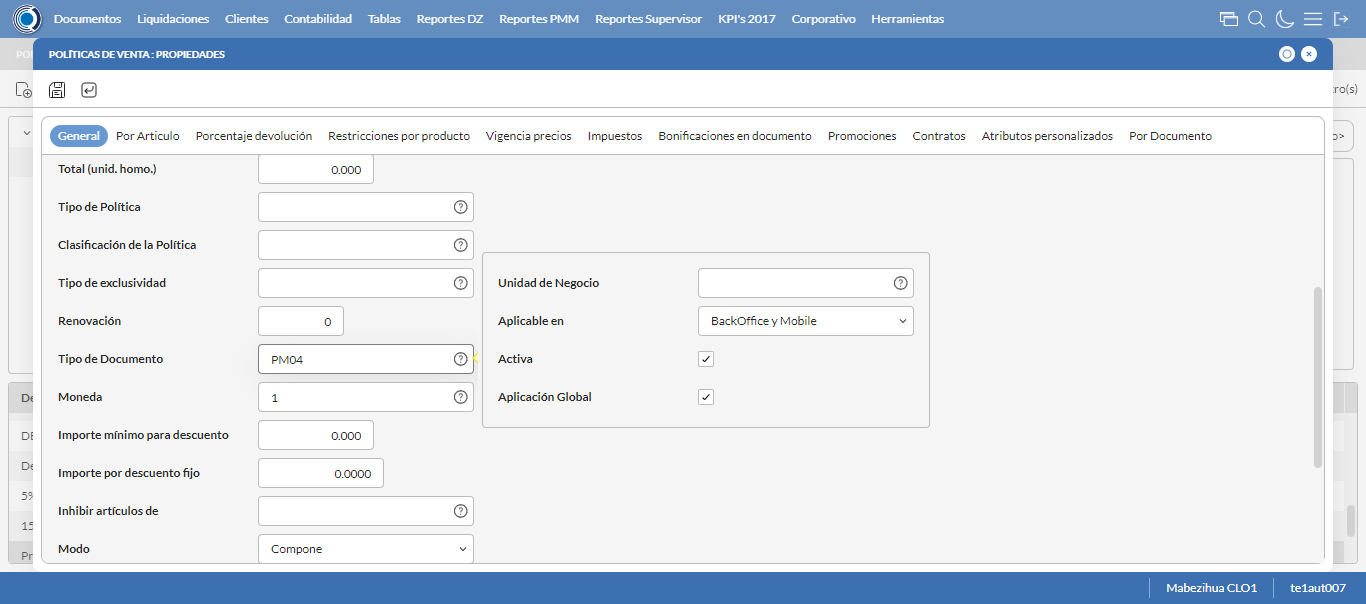 Documentos Liquidaciones Clientes Contabilidad Tablas Reportes DZ Reportes PMM Reportes Supervisor KPI's 2017 Corporativo Herramientas
POLÍTICAS DE VENTA : PROPIEDADES
General Por Articulo Porcentaje devolución Restricciones por producto Vigencia precios Impuestos Bonificaciones en documento Promociones Contratos Atributos personalizados Por Documento
Total (unid. homo.) 0.000
Tipo de Política
Clasificación de la Política
Tipo de exclusividad
Unidad de Negocio
Renovación 0
Aplicable en BackOffice y Mobile
Tipo de Documento PM04
Activa
Moneda 1
Aplicación Global
Importe mínimo para descuento 0.000
Importe por descuento fijo 0.0000
Inhibir artículos de
Modo Compone
5%
15
Mabezihua CLO1 te1aut007